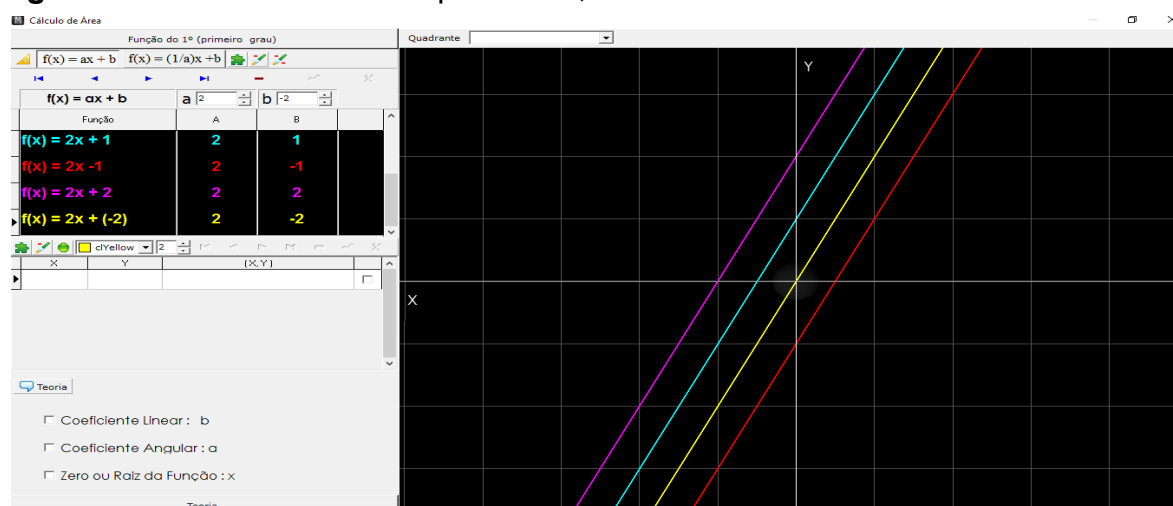 Cálculo de Área
Função do 1º (primeiro grau)
Quadrante
f(x) = ax + b f(x) = (1/a)x +b
f(x) = ax + b a 2 b -2
Função A B
f(x) = 2x + 1 2 1
f(x) = 2x -1 2 -1
f(x) = 2x + 2 2 2
f(x) = 2x + (-2) 2 -2
clYellow 2
X Y (X,Y)
Teoria
Coeficiente Linear : b
Coeficiente Angular : a
Zero ou Raiz da Função : x
Teoria
Y
X